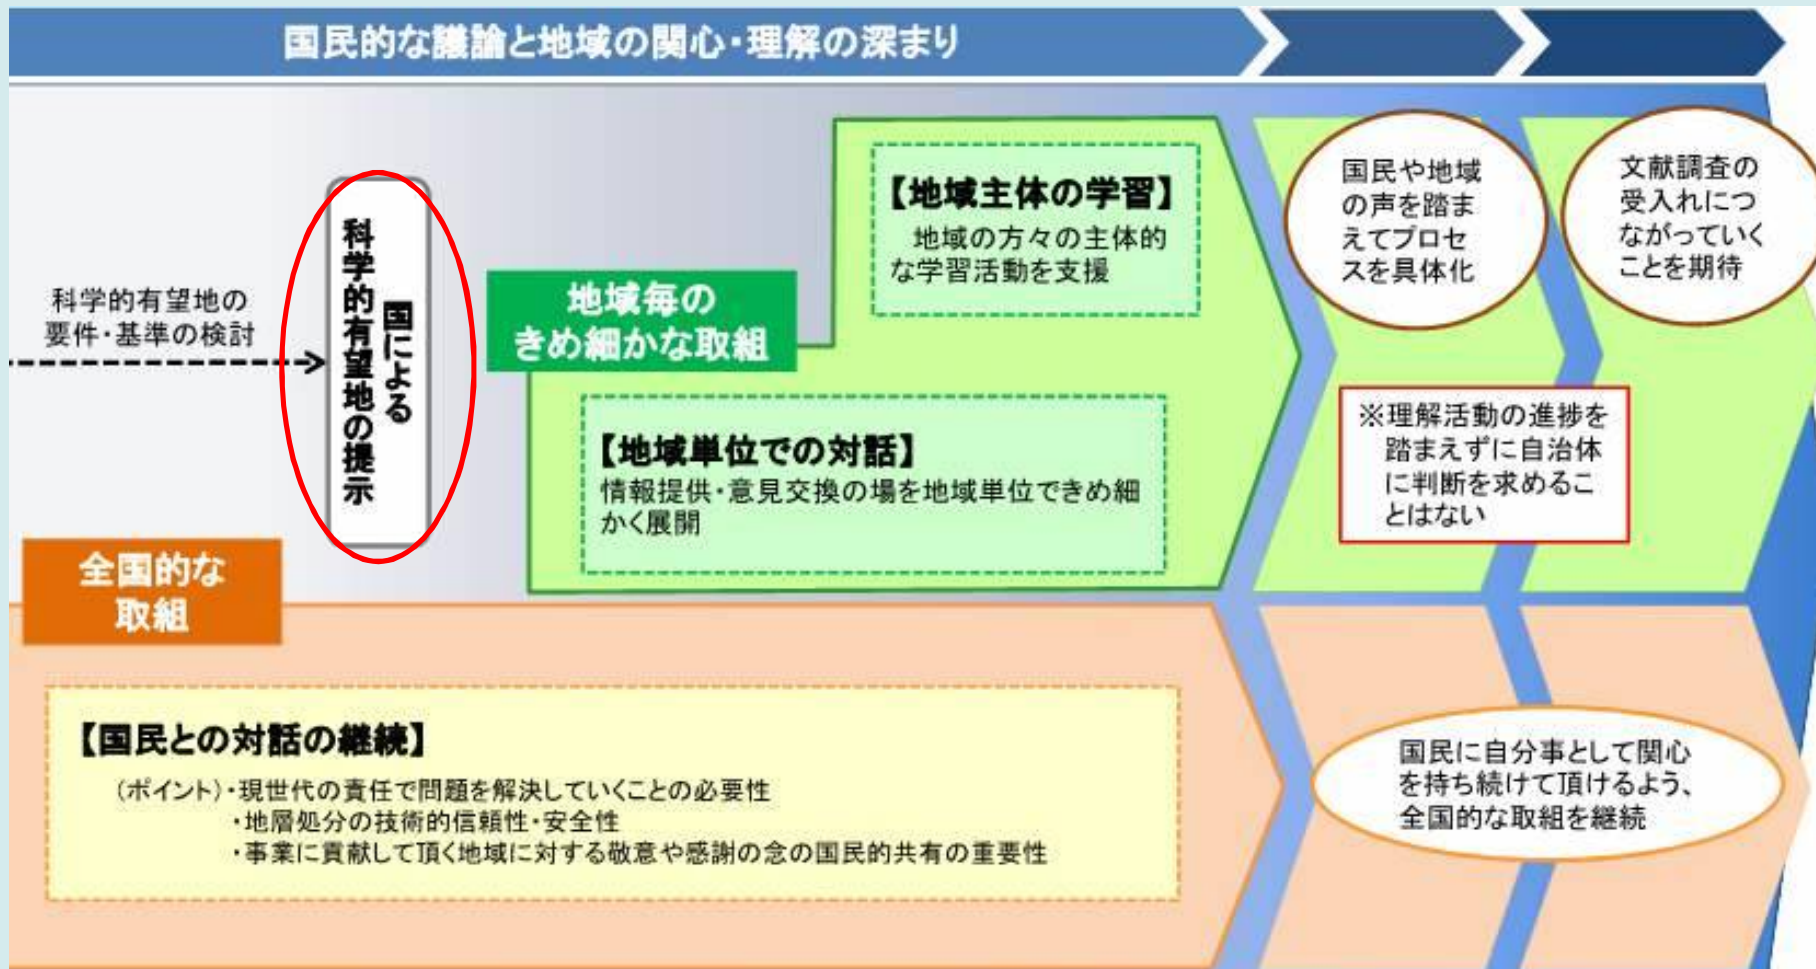 国民的な議論と地域の関心・理解の深まり
科学的有望地の
要件・基準の検討
国による
科学的有望地の提示
地域毎の
きめ細かな取組
【地域主体の学習】
地域の方々の主体的
な学習活動を支援
【地域単位での対話】
情報提供・意見交換の場を地域単位できめ細
かく展開
国民や地域
の声を踏ま
えてプロセ
スを具体化
文献調査の
受入れにつ
ながっていく
ことを期待
※理解活動の進捗を
踏まえずに自治体
に判断を求めるこ
とはない
全国的な
取組
【国民との対話の継続】
(ポイント)・現世代の責任で問題を解決していくことの必要性
・地層処分の技術的信頼性・安全性
・事業に貢献して頂く地域に対する敬意や感謝の念の国民的共有の重要性
国民に自分事として関心
を持ち続けて頂けるよう、
全国的な取組を継続